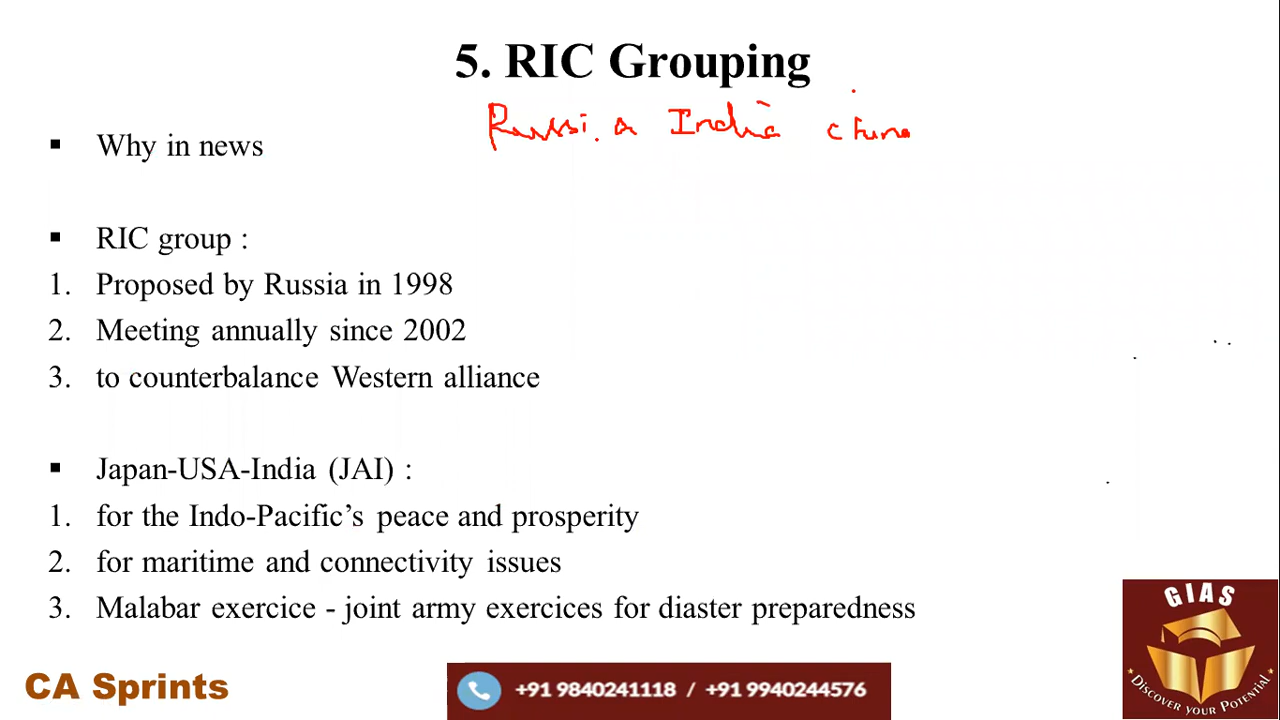 5. RIC Grouping
Russia India China
▪ Why in news
▪ RIC group :
1. Proposed by Russia in 1998
2. Meeting annually since 2002
3. to counterbalance Western alliance
▪ Japan-USA-India (JAI) :
1. for the Indo-Pacific’s peace and prosperity
2. for maritime and connectivity issues
3. Malabar exercice - joint army exercices for diaster preparedness
GIAS
DISCOVER YOUR POTENTIAL
CA Sprints
+91 9840241118 / +91 9940244576